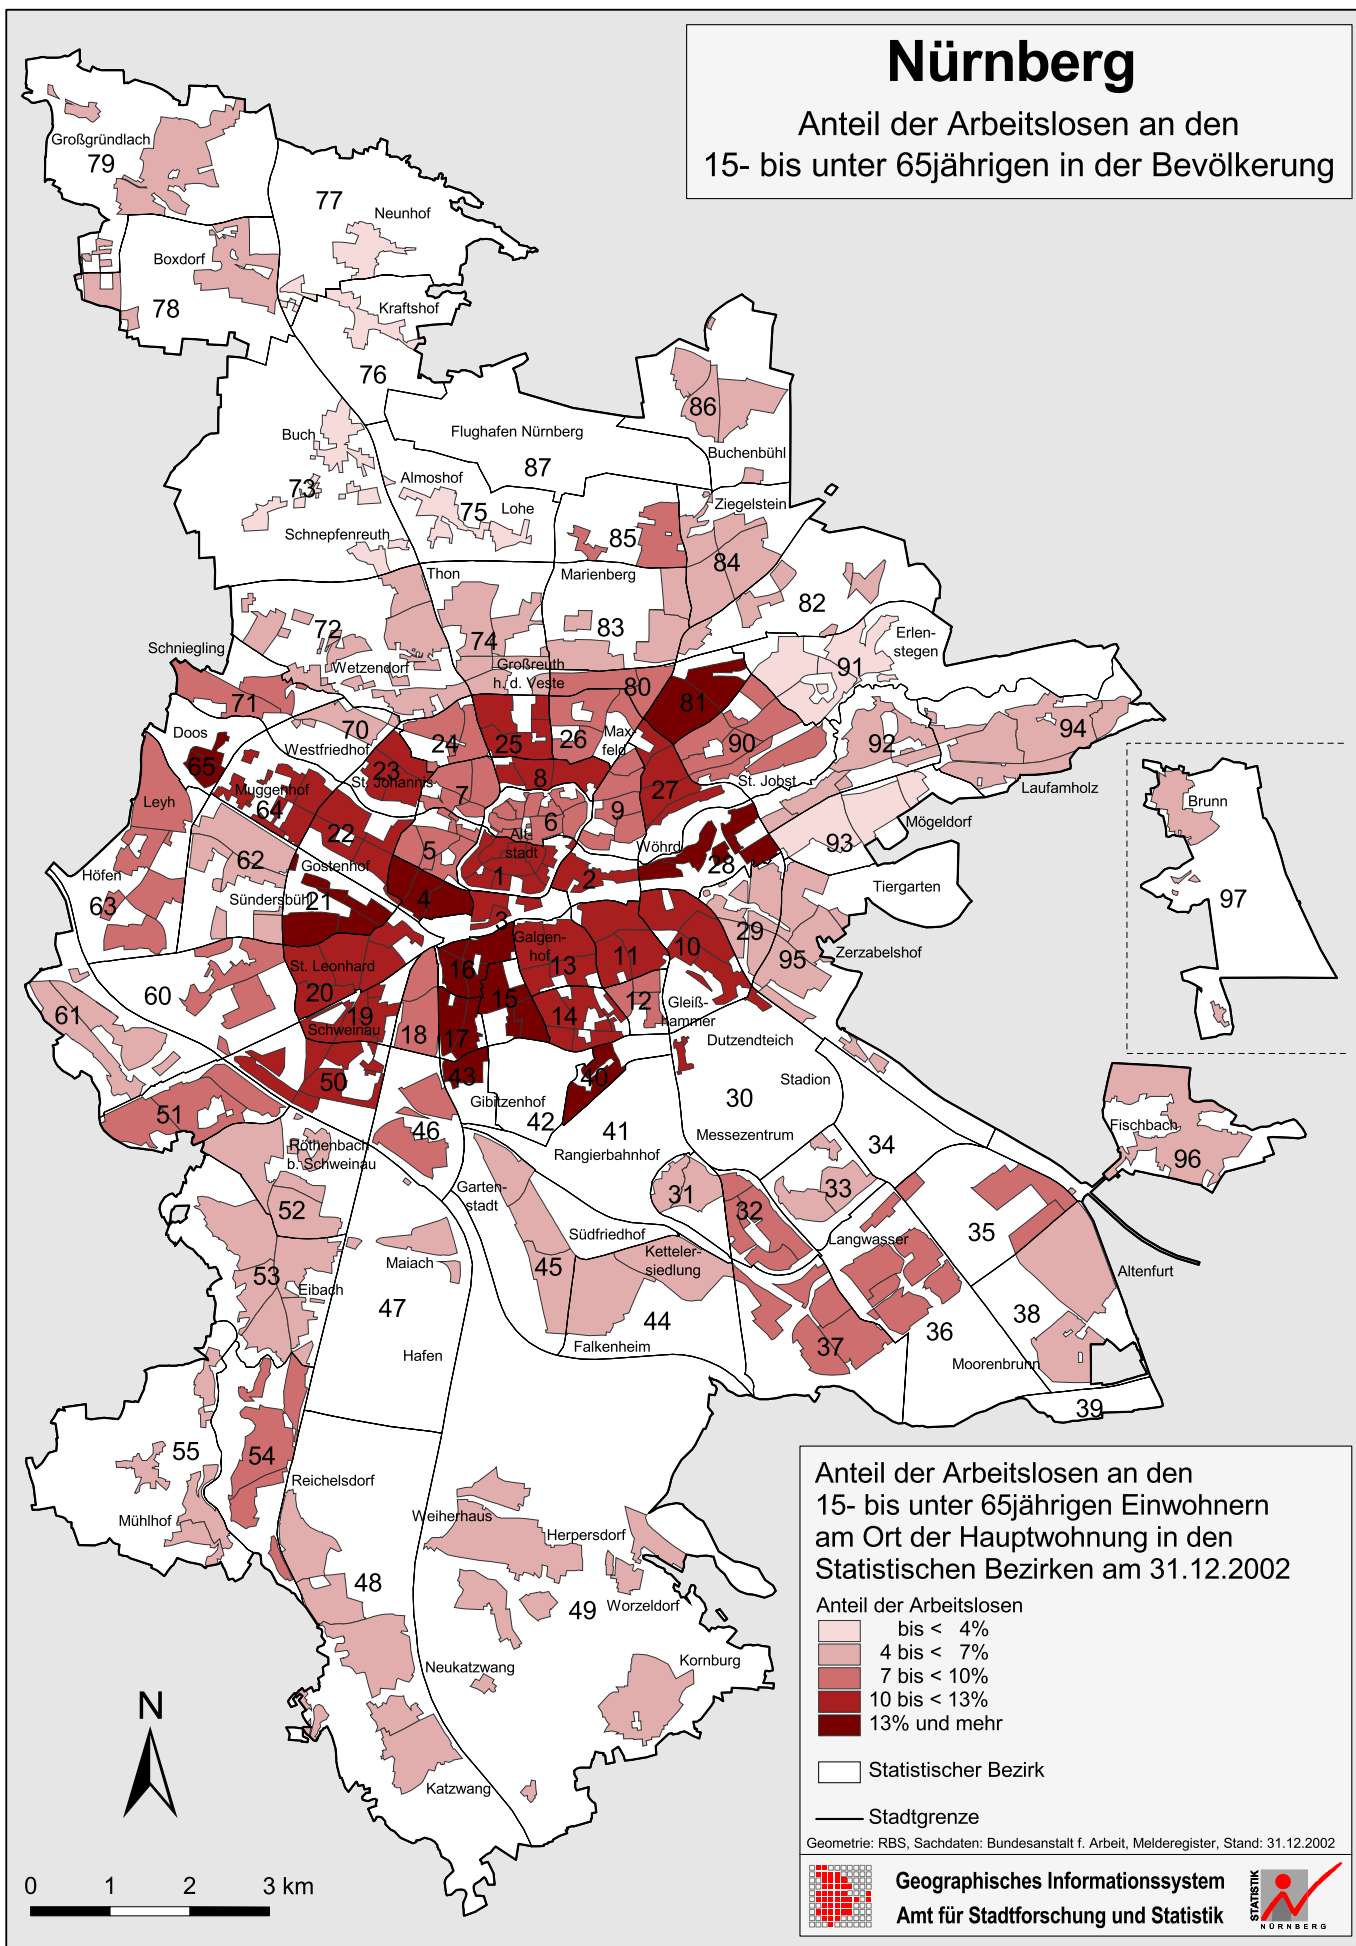 Nürnberg
Anteil der Arbeitslosen an den
15- bis unter 65jährigen in der Bevölkerung
Großgründlach
79
77
Neunhof
Boxdorf
78
Kraftshof
76
86
Buch
Flughafen Nürnberg
87
Buchenbühl
73
Almoshof
75
Lohe
Ziegelstein
Schnepfenreuth
85
84
Thon
Marienberg
82
72
74
83
Erlen-
stegen
Schniegling
Wetzendorf
Großreuth
h. d. Veste
91
80
71
81
Doos
70
Westfriedhof
24
25
26
Max-
feld
90
92
94
65
23
St. Johannis
8
St. Jobst
Muggenhof
64
7
27
Laufamholz
Leyh
6
9
Brunn
22
Alt-
stadt
Mögeldorf
5
Wöhrd
93
62
Gostenhof
28
Höfen
1
2
Tiergarten
63
Sündersbühl
21
4
97
3
29
Galgen-
hof
10
Zerzabelshof
11
95
St. Leonhard
16
13
60
20
15
12
Gleiß-
hammer
61
19
14
Schweinau
18
17
Dutzendteich
43
40
50
Stadion
30
Gibitzenhof
51
42
46
41
Messezentrum
34
Fischbach
Röthenbach
b. Schweinau
Rangierbahnhof
96
Garten-
stadt
31
33
52
32
Südfriedhof
Langwasser
35
Ketteler-
siedlung
53
45
Maiach
Altenfurt
Eibach
47
44
38
36
37
Falkenheim
Hafen
Moorenbrunn
39
55
54
Reichelsdorf
Mühlhof
Weiherhaus
Herpersdorf
48
49
Worzeldorf
Neukatzwang
Kornburg
Katzwang
Anteil der Arbeitslosen an den
15- bis unter 65jährigen Einwohnern
am Ort der Hauptwohnung in den
Statistischen Bezirken am 31.12.2002
Anteil der Arbeitslosen
bis < 4%
4 bis < 7%
7 bis < 10%
10 bis < 13%
13% und mehr
Statistischer Bezirk
Stadtgrenze
Geometrie: RBS, Sachdaten: Bundesanstalt f. Arbeit, Melderegister, Stand: 31.12.2002
Geographisches Informationssystem
Amt für Stadtforschung und Statistik
STATISTIK
NÜRNBERG
N
0 1 2 3 km